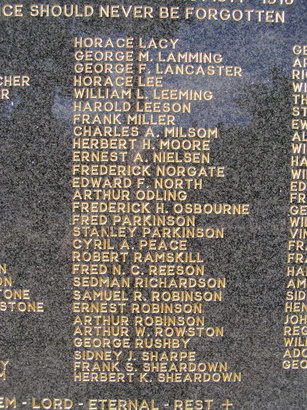 CE SHOULD NEVER BE FORGOTTEN
HORACE LACY
GEORGE M. LAMMING
GEORGE F. LANCASTER
HORACE LEE
WILLIAM L. LEEMING
HAROLD LEESON
FRANK MILLER
CHARLES A. MILSOM
HERBERT H. MOORE
ERNEST A. NIELSEN
FREDERICK NORGATE
EDWARD F. NORTH
ARTHUR ODLING
FREDERICK H. OSBOURNE
FRED PARKINSON
STANLEY PARKINSON
CYRIL A. PEACE
ROBERT RAMSKILL
FRED N. C. REESON
SEDMAN RICHARDSON
SAMUEL R. ROBINSON
ERNEST ROBINSON
ARTHUR ROBINSON
ARTHUR W. ROWSTON
GEORGE RUSHBY
SIDNEY J. SHARPE
FRANK S. SHEARDOWN
HERBERT K. SHEARDOWN
EM - LORD - ETERNAL - REST +